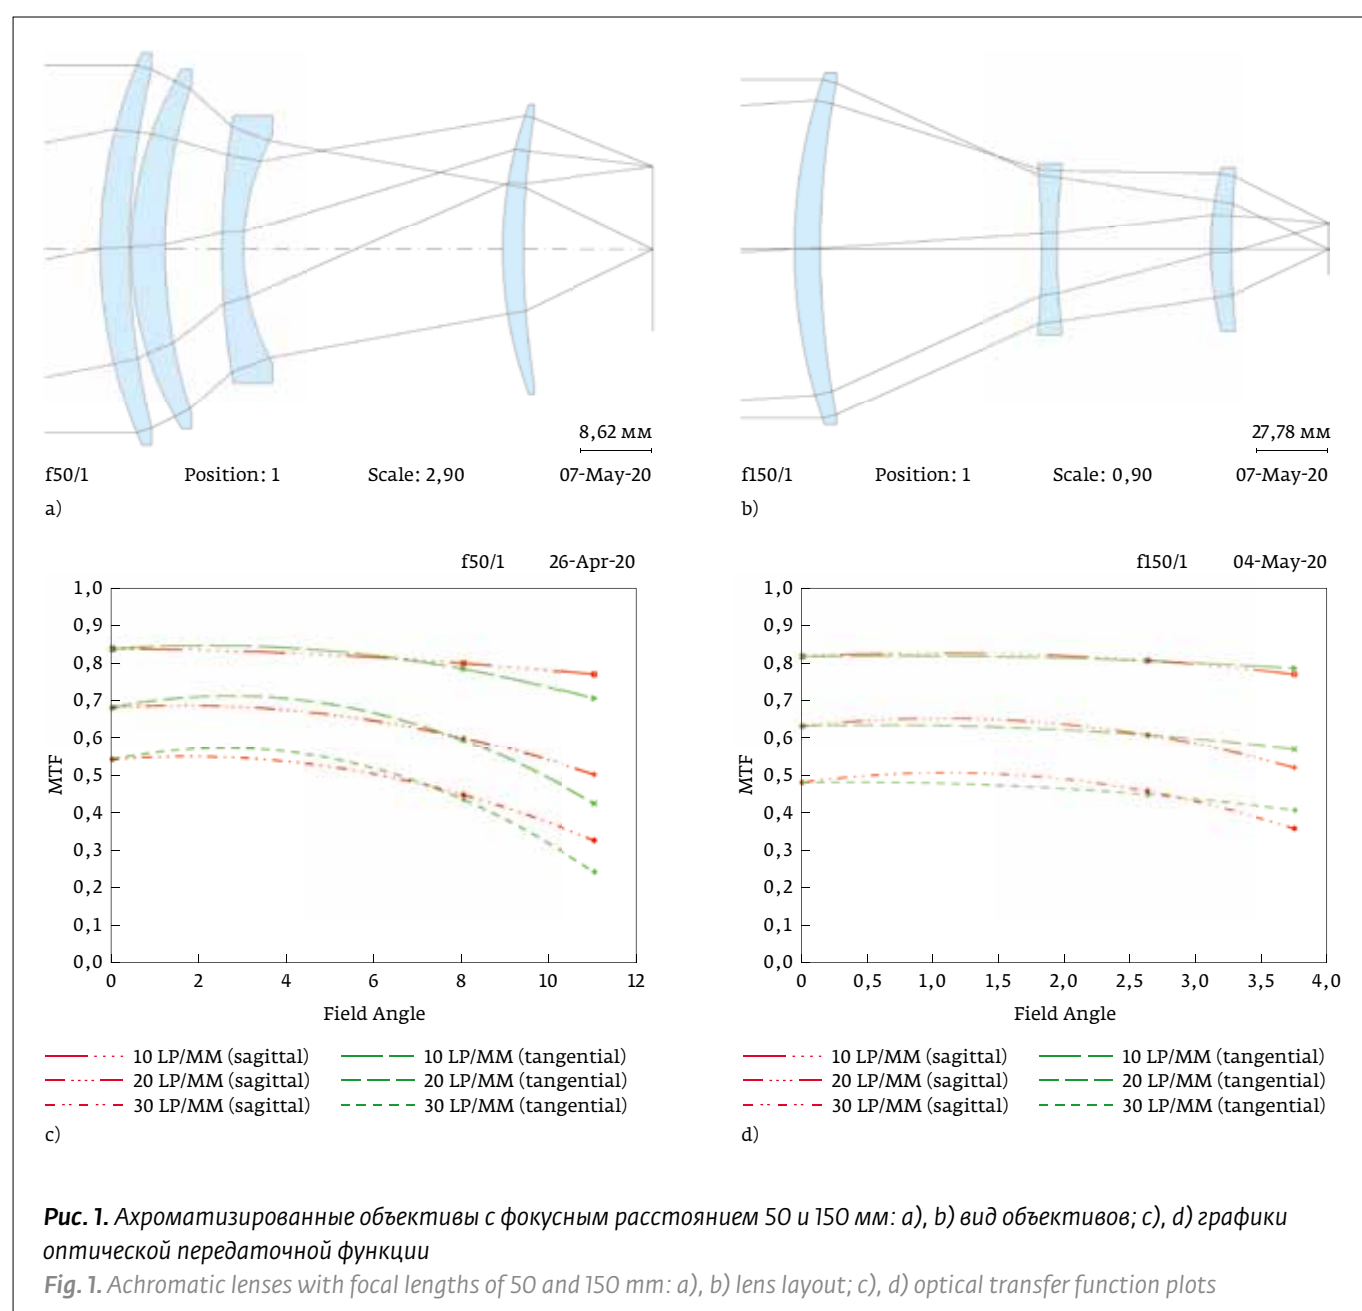 8,62 мм
f50/1 Position: 1 Scale: 2,90 07-May-20
a)
27,78 мм
f150/1 Position: 1 Scale: 0,90 07-May-20
b)
f50/1 26-Apr-20
1,0
0,9
0,8
0,7
0,6
0,5
0,4
0,3
0,2
0,1
0,0
MTF
0 2 4 6 8 10 12
Field Angle
10 LP/MM (sagittal) 10 LP/MM (tangential)
20 LP/MM (sagittal) 20 LP/MM (tangential)
30 LP/MM (sagittal) 30 LP/MM (tangential)
c)
f150/1 04-May-20
1,0
0,9
0,8
0,7
0,6
0,5
0,4
0,3
0,2
0,1
0,0
MTF
0 0,5 1,0 1,5 2,0 2,5 3,0 3,5 4,0
Field Angle
10 LP/MM (sagittal) 10 LP/MM (tangential)
20 LP/MM (sagittal) 20 LP/MM (tangential)
30 LP/MM (sagittal) 30 LP/MM (tangential)
d)
Рис. 1. Ахроматизированные объективы с фокусным расстоянием 50 и 150 мм: a), b) вид объективов; c), d) графики
оптической передаточной функции
Fig. 1. Achromatic lenses with focal lengths of 50 and 150 mm: a), b) lens layout; c), d) optical transfer function plots